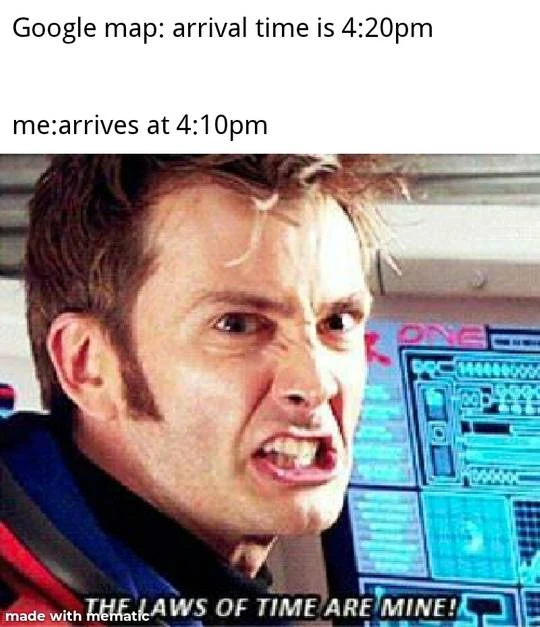 Google map: arrival time is 4:20pm
me:arrives at 4:10pm
ONE
THE LAWS OF TIME ARE MINE!
made with mematic